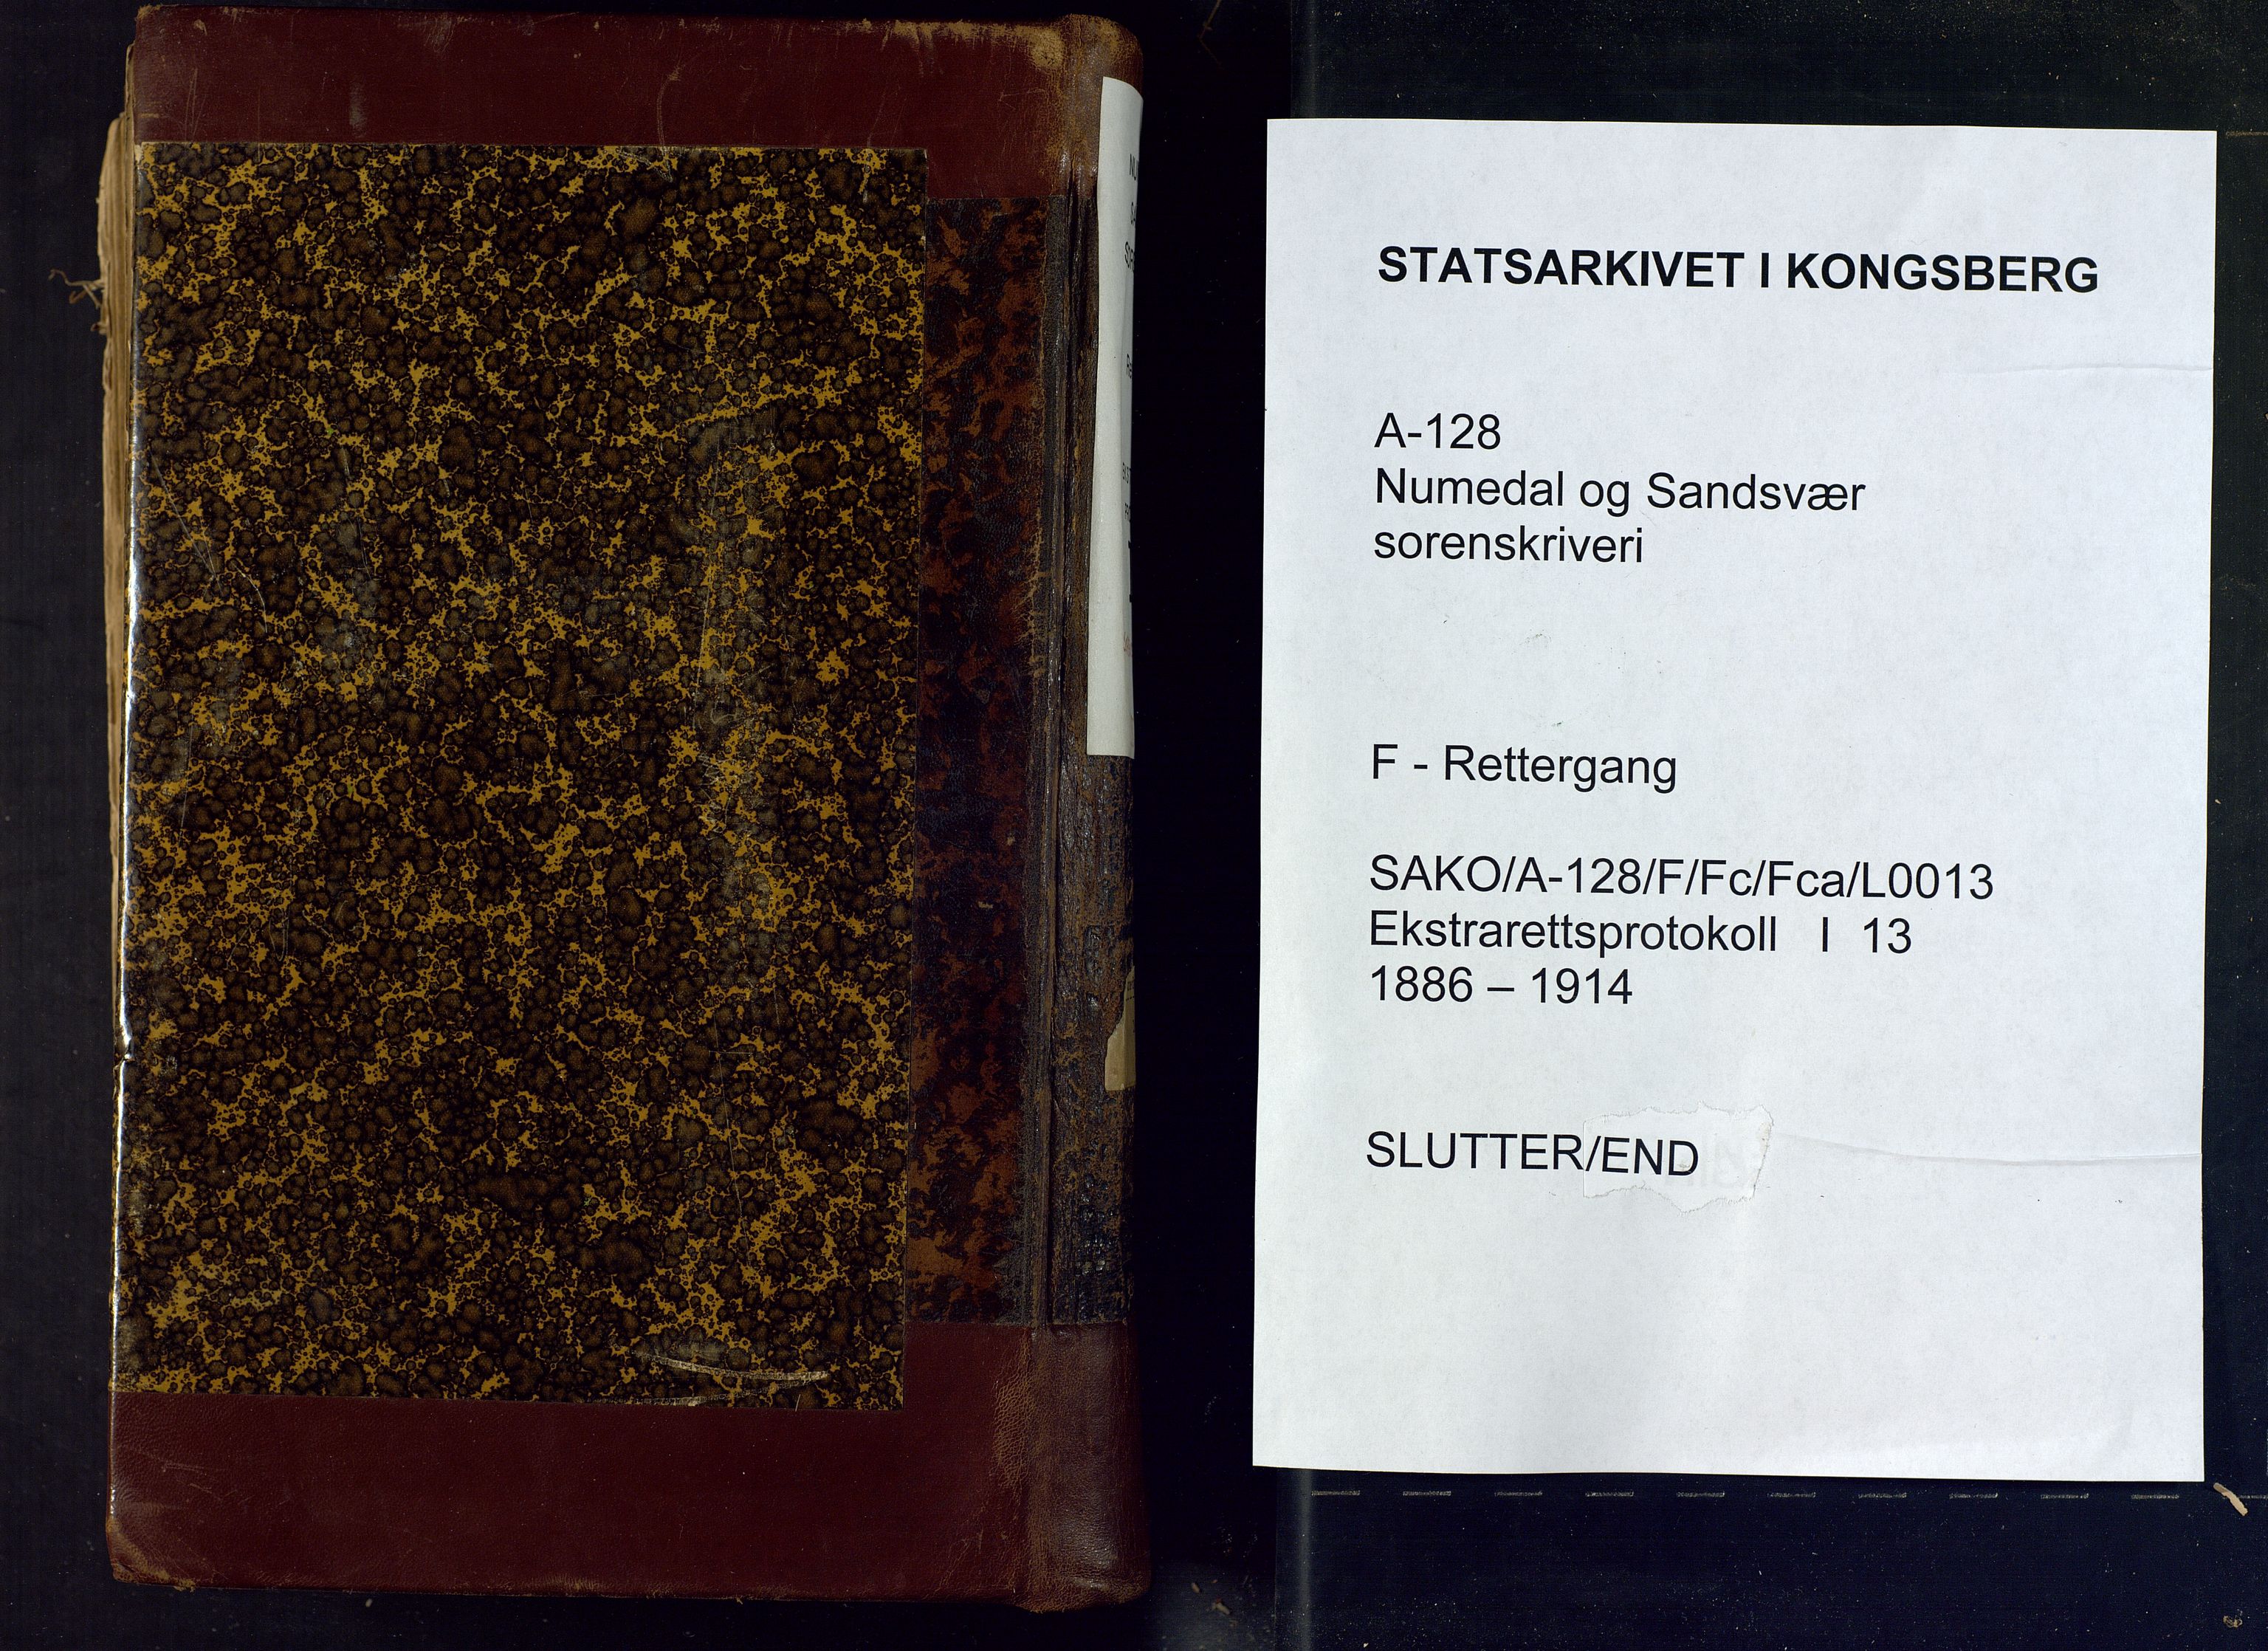 STATSARKIVET I KONGSBERG
A-128
Numedal og Sandsvær
sorenskriveri
F - Rettergang
SAKO/A-128/F/Fc/Fca/L0013
Ekstrarettsprotokoll I 13
1886 – 1914
SLUTTER/END